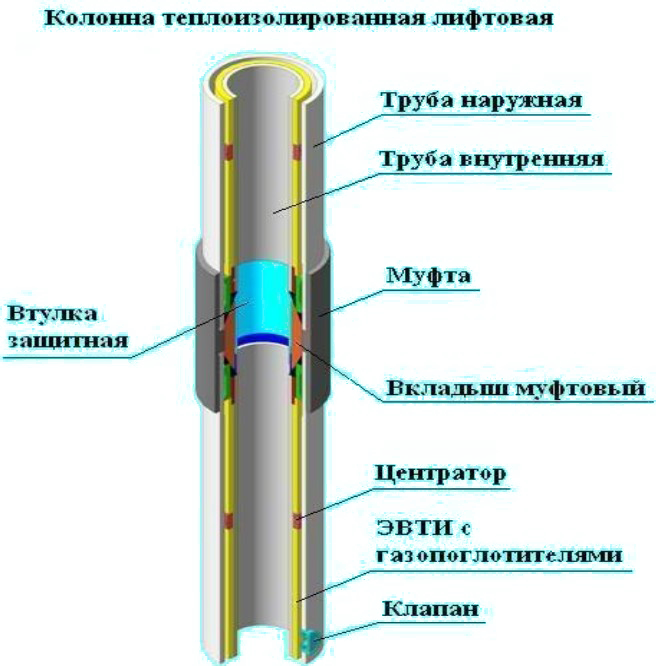 Колонна теплоизолированная лифтовая
Труба наружная
Труба внутренняя
Муфта
Втулка
защитная
Вкладыш муфтовый
Центратор
ЭВТИ с
газопоглотителями
Клапан